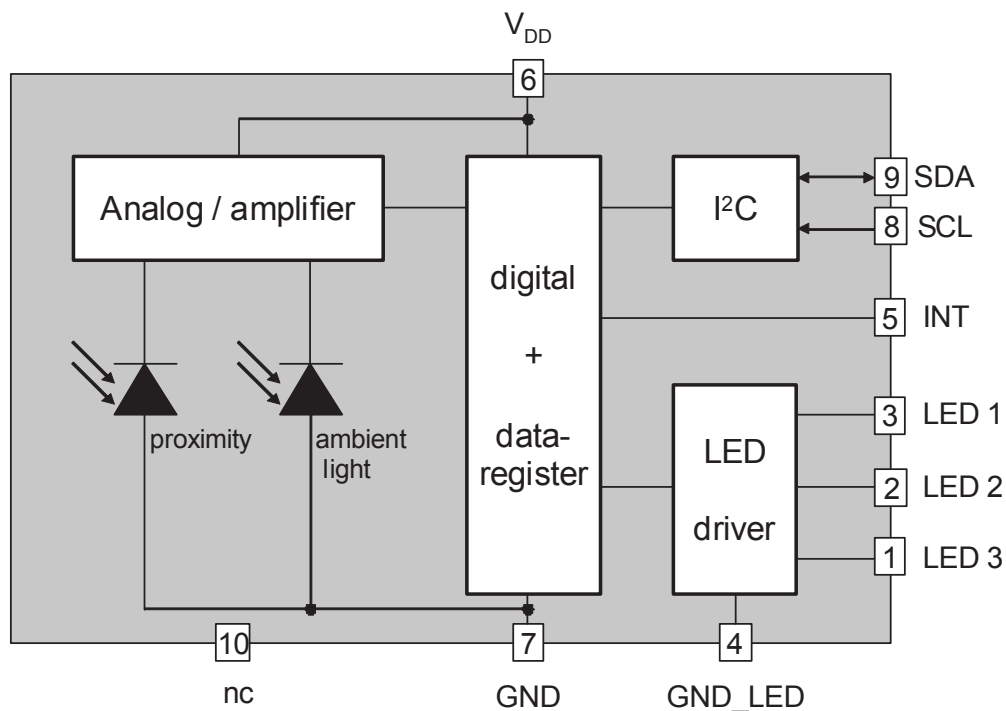 V_DD
6
Analog / amplifier
I²C
9 SDA
8 SCL
digital
+
data-
register
5 INT
proximity
ambient
light
LED
driver
3 LED 1
2 LED 2
1 LED 3
10
7
4
nc
GND
GND_LED